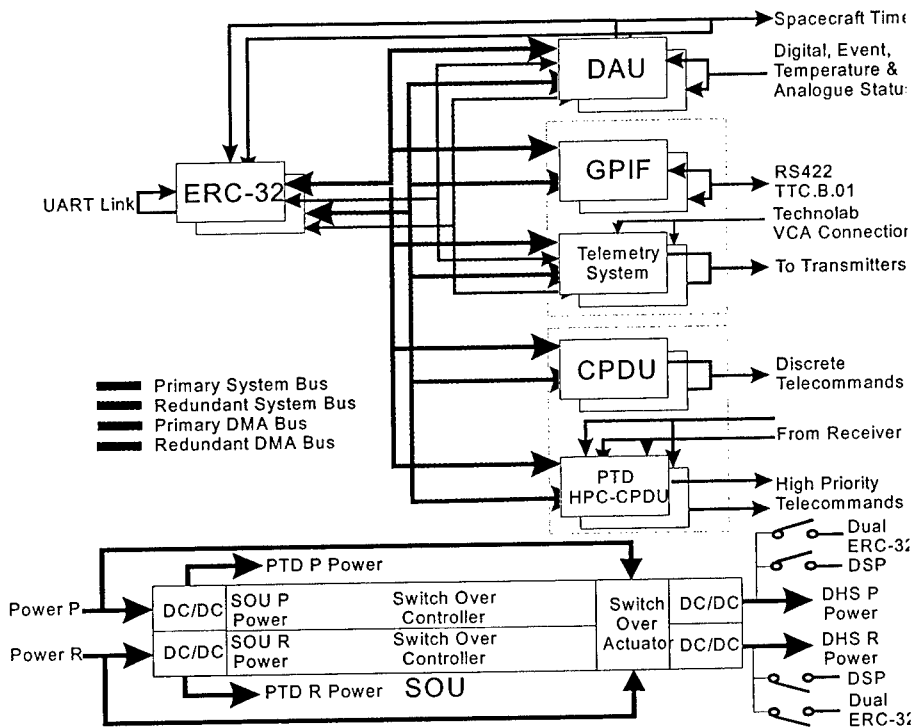 Spacecraft Time
DAU
Digital, Event,
Temperature &
Analogue Status
GPIF
RS422
TTC.B.01
ERC-32
UART Link
Technolab
VCA Connection
Telemetry
System
To Transmitters
CPDU
Discrete
Telecommands
Primary System Bus
Redundant System Bus
Primary DMA Bus
Redundant DMA Bus
From Receiver
PTD
HPC-CPDU
High Priority
Telecommands
Dual
ERC-32
DSP
PTD P Power
Power P
DC/DC
SOU P
Power
Switch Over
Controller
Switch
Over
Actuator
DC/DC
DHS P
Power
Power R
DC/DC
SOU R
Power
Switch Over
Controller
DC/DC
DHS R
Power
PTD R Power
SOU
DSP
Dual
ERC-32